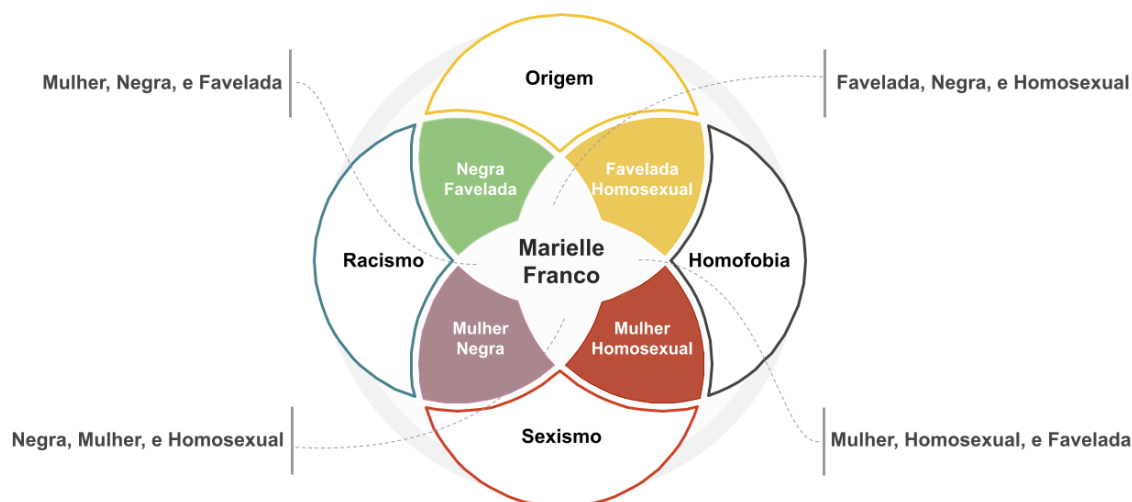 Origem
Mulher, Negra, e Favelada
Favelada, Negra, e Homosexual
Negra
Favelada
Favelada
Homosexual
Racismo
Marielle
Franco
Homofobia
Mulher
Negra
Mulher
Homosexual
Negra, Mulher, e Homosexual
Sexismo
Mulher, Homosexual, e Favelada